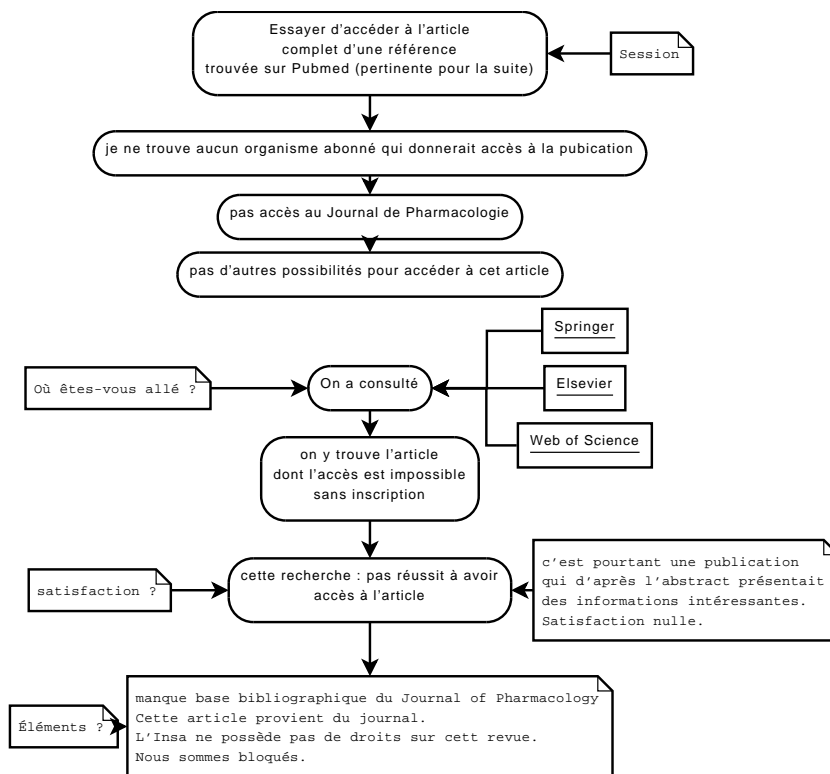 Essayer d'accéder à l'article
complet d'une référence
trouvée sur Pubmed (pertinente pour la suite)
Session
je ne trouve aucun organisme abonné qui donnerait accès à la pubication
pas accès au Journal de Pharmacologie
pas d'autres possibilités pour accéder à cet article
Springer
Où êtes-vous allé ?
On a consulté
Elsevier
Web of Science
on y trouve l'article
dont l'accès est impossible
sans inscription
satisfaction ?
cette recherche : pas réussit à avoir
accès à l'article
c'est pourtant une publication
qui d'après l'abstract présentait
des informations intéressantes.
Satisfaction nulle.
Éléments ?
manque base bibliographique du Journal of Pharmacology
Cette article provient du journal.
L'Insa ne possède pas de droits sur cett revue.
Nous sommes bloqués.